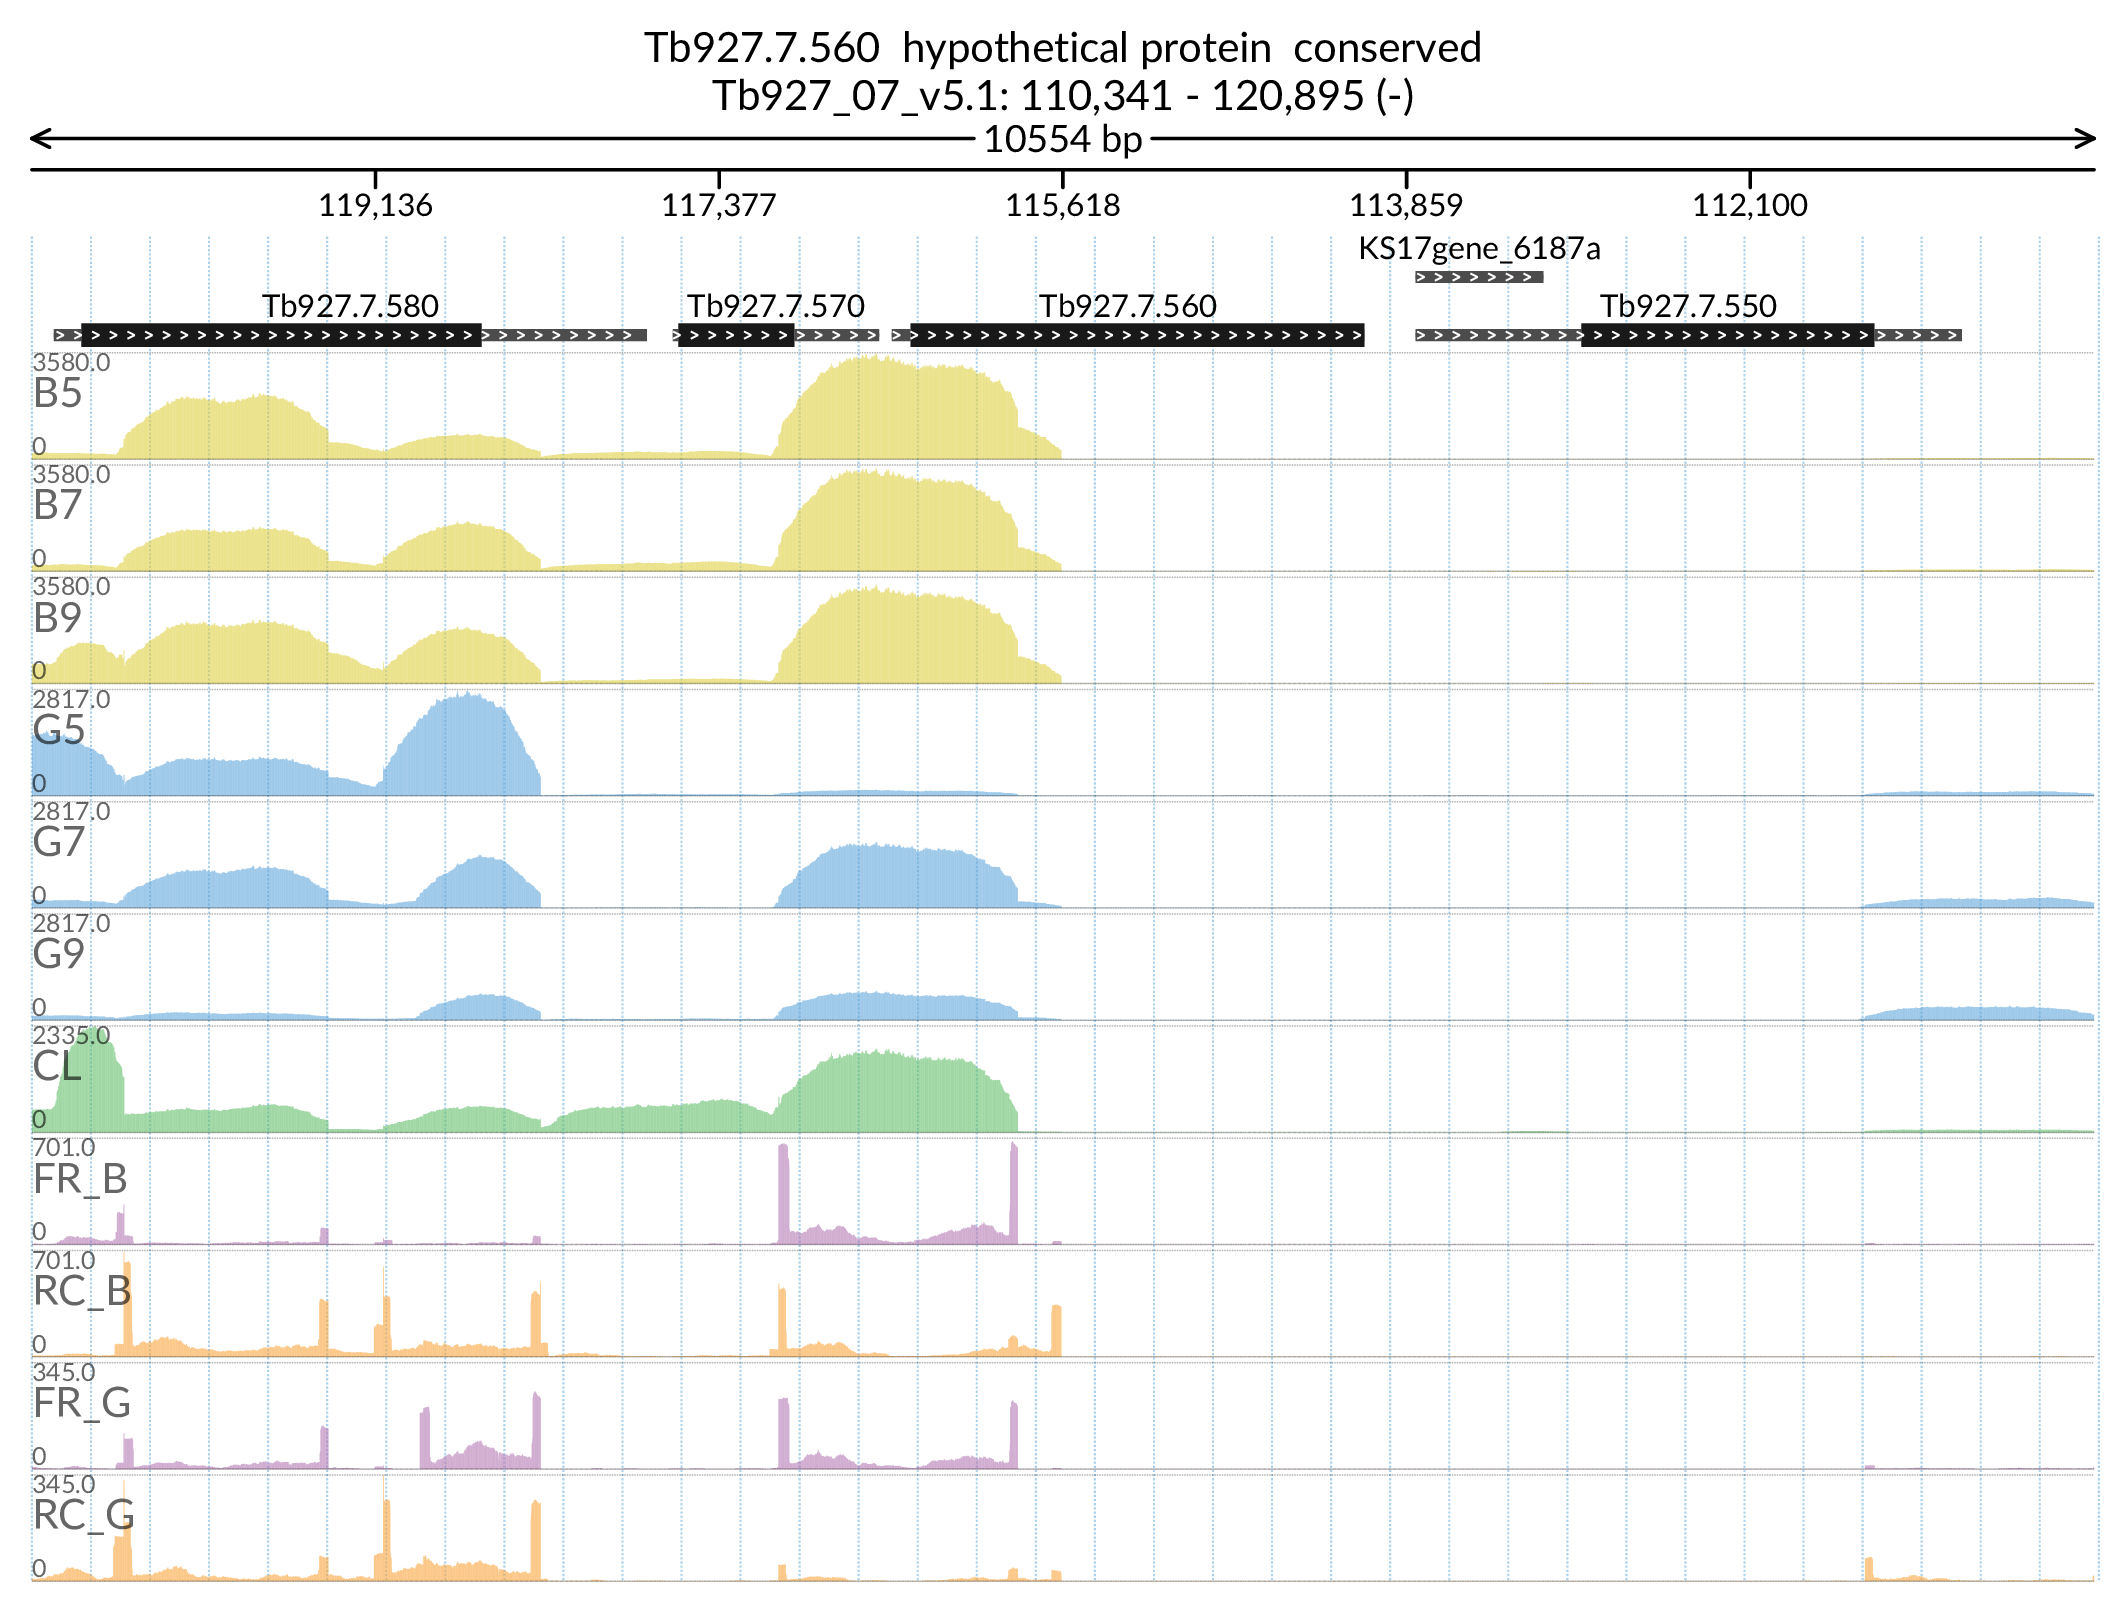 Tb927.7.560  hypothetical protein  conserved
Tb927_07_v5.1: 110,341 - 120,895 (-)
10554 bp
119,136 117,377 115,618 113,859 112,100
KS17gene_6187a
Tb927.7.580 Tb927.7.570 Tb927.7.560 Tb927.7.550
3580.0
B5
0
3580.0
B7
0
3580.0
B9
0
2817.0
G5
0
2817.0
G7
0
2817.0
G9
0
2335.0
CL
0
701.0
FR_B
0
701.0
RC_B
0
345.0
FR_G
0
345.0
RC_G
0